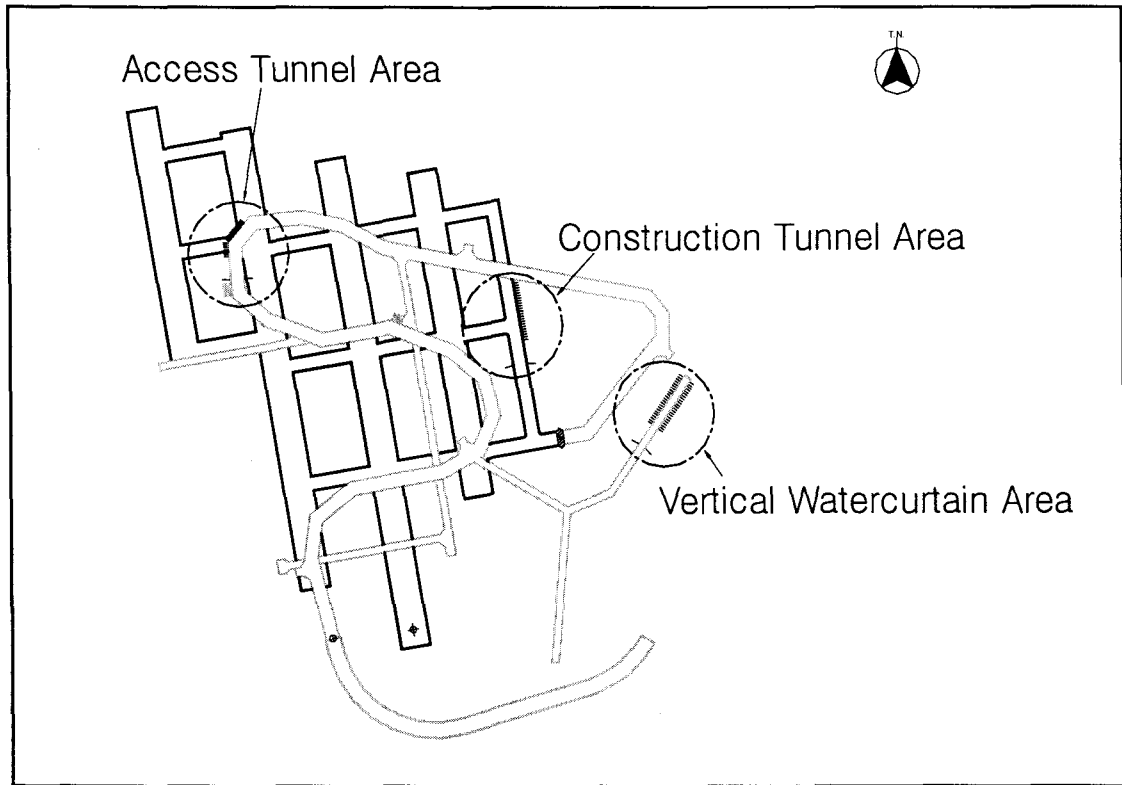 T.N.
Access Tunnel Area
Construction Tunnel Area
Vertical Watercurtain Area